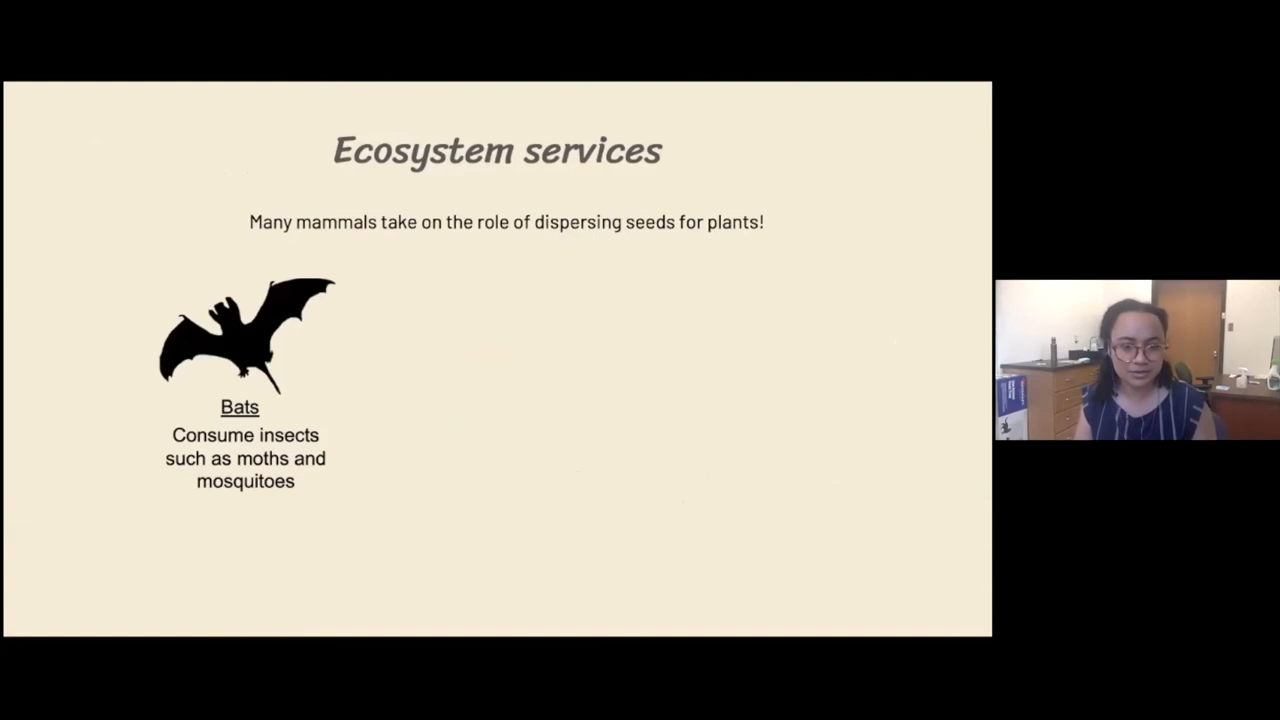 Ecosystem services
Many mammals take on the role of dispersing seeds for plants!
Bats
Consume insects
such as moths and
mosquitoes